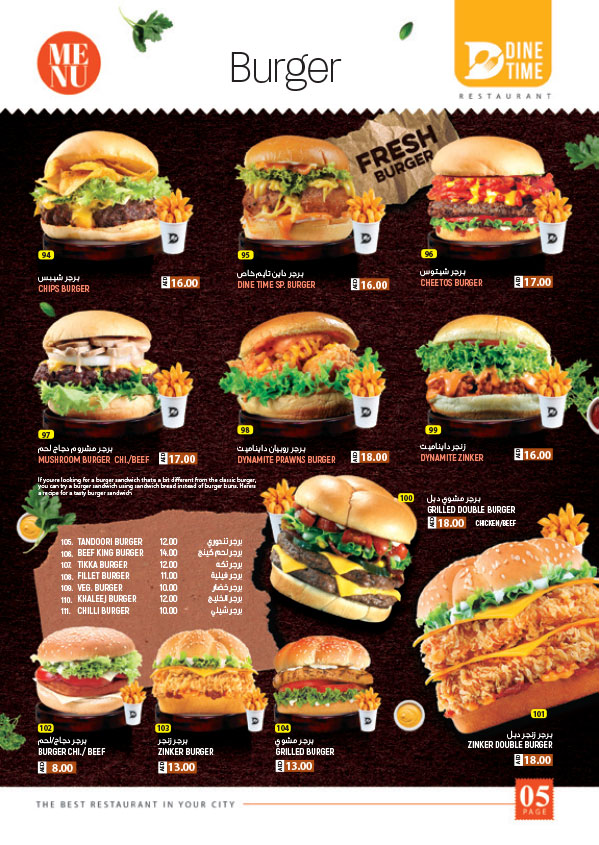 ME
NU
Burger
DINE
TIME
RESTAURANT
FRESH
BURGER
94
برجر شيبس
CHIPS BURGER
AED 16.00
95
برجر داين تايم خاص
DINE TIME SP. BURGER
AED 16.00
96
برجر شيتوس
CHEETOS BURGER
AED 17.00
97
برجر مشروم دجاج لحم
MUSHROOM BURGER CHI./BEEF
AED 17.00
98
برجر روبيان دايناميت
DYNAMITE PRAWNS BURGER
AED 18.00
99
زنجر دايناميت
DYNAMITE ZINKER
AED 16.00
If you're looking for a burger sandwich thats a bit different from the classic burger,
you can try a burger sandwich using sandwich bread instead of burger buns. Heres
a recipe for a tasty burger sandwich
100
برجر مشوي دبل
GRILLED DOUBLE BURGER
AED 18.00 CHICKEN/BEEF
105. TANDOORI BURGER 12.00 برجر تندوري
106. BEEF KING BURGER 14.00 برجر لحم كينج
107. TIKKA BURGER 12.00 برجر تكه
108. FILLET BURGER 11.00 برجر فيلية
109. VEG. BURGER 10.00 برجر خضار
110. KHALEEJ BURGER 12.00 برجر الخليج
111. CHILLI BURGER 10.00 برجر شيلي
102
برجر دجاج/لحم
BURGER CHI./ BEEF
AED 8.00
103
برجر زنجر
ZINKER BURGER
AED 13.00
104
برجر مشوي
GRILLED BURGER
AED 13.00
101
برجر زنجر دبل
ZINKER DOUBLE BURGER
AED 18.00
THE BEST RESTAURANT IN YOUR CITY
05
PAGE